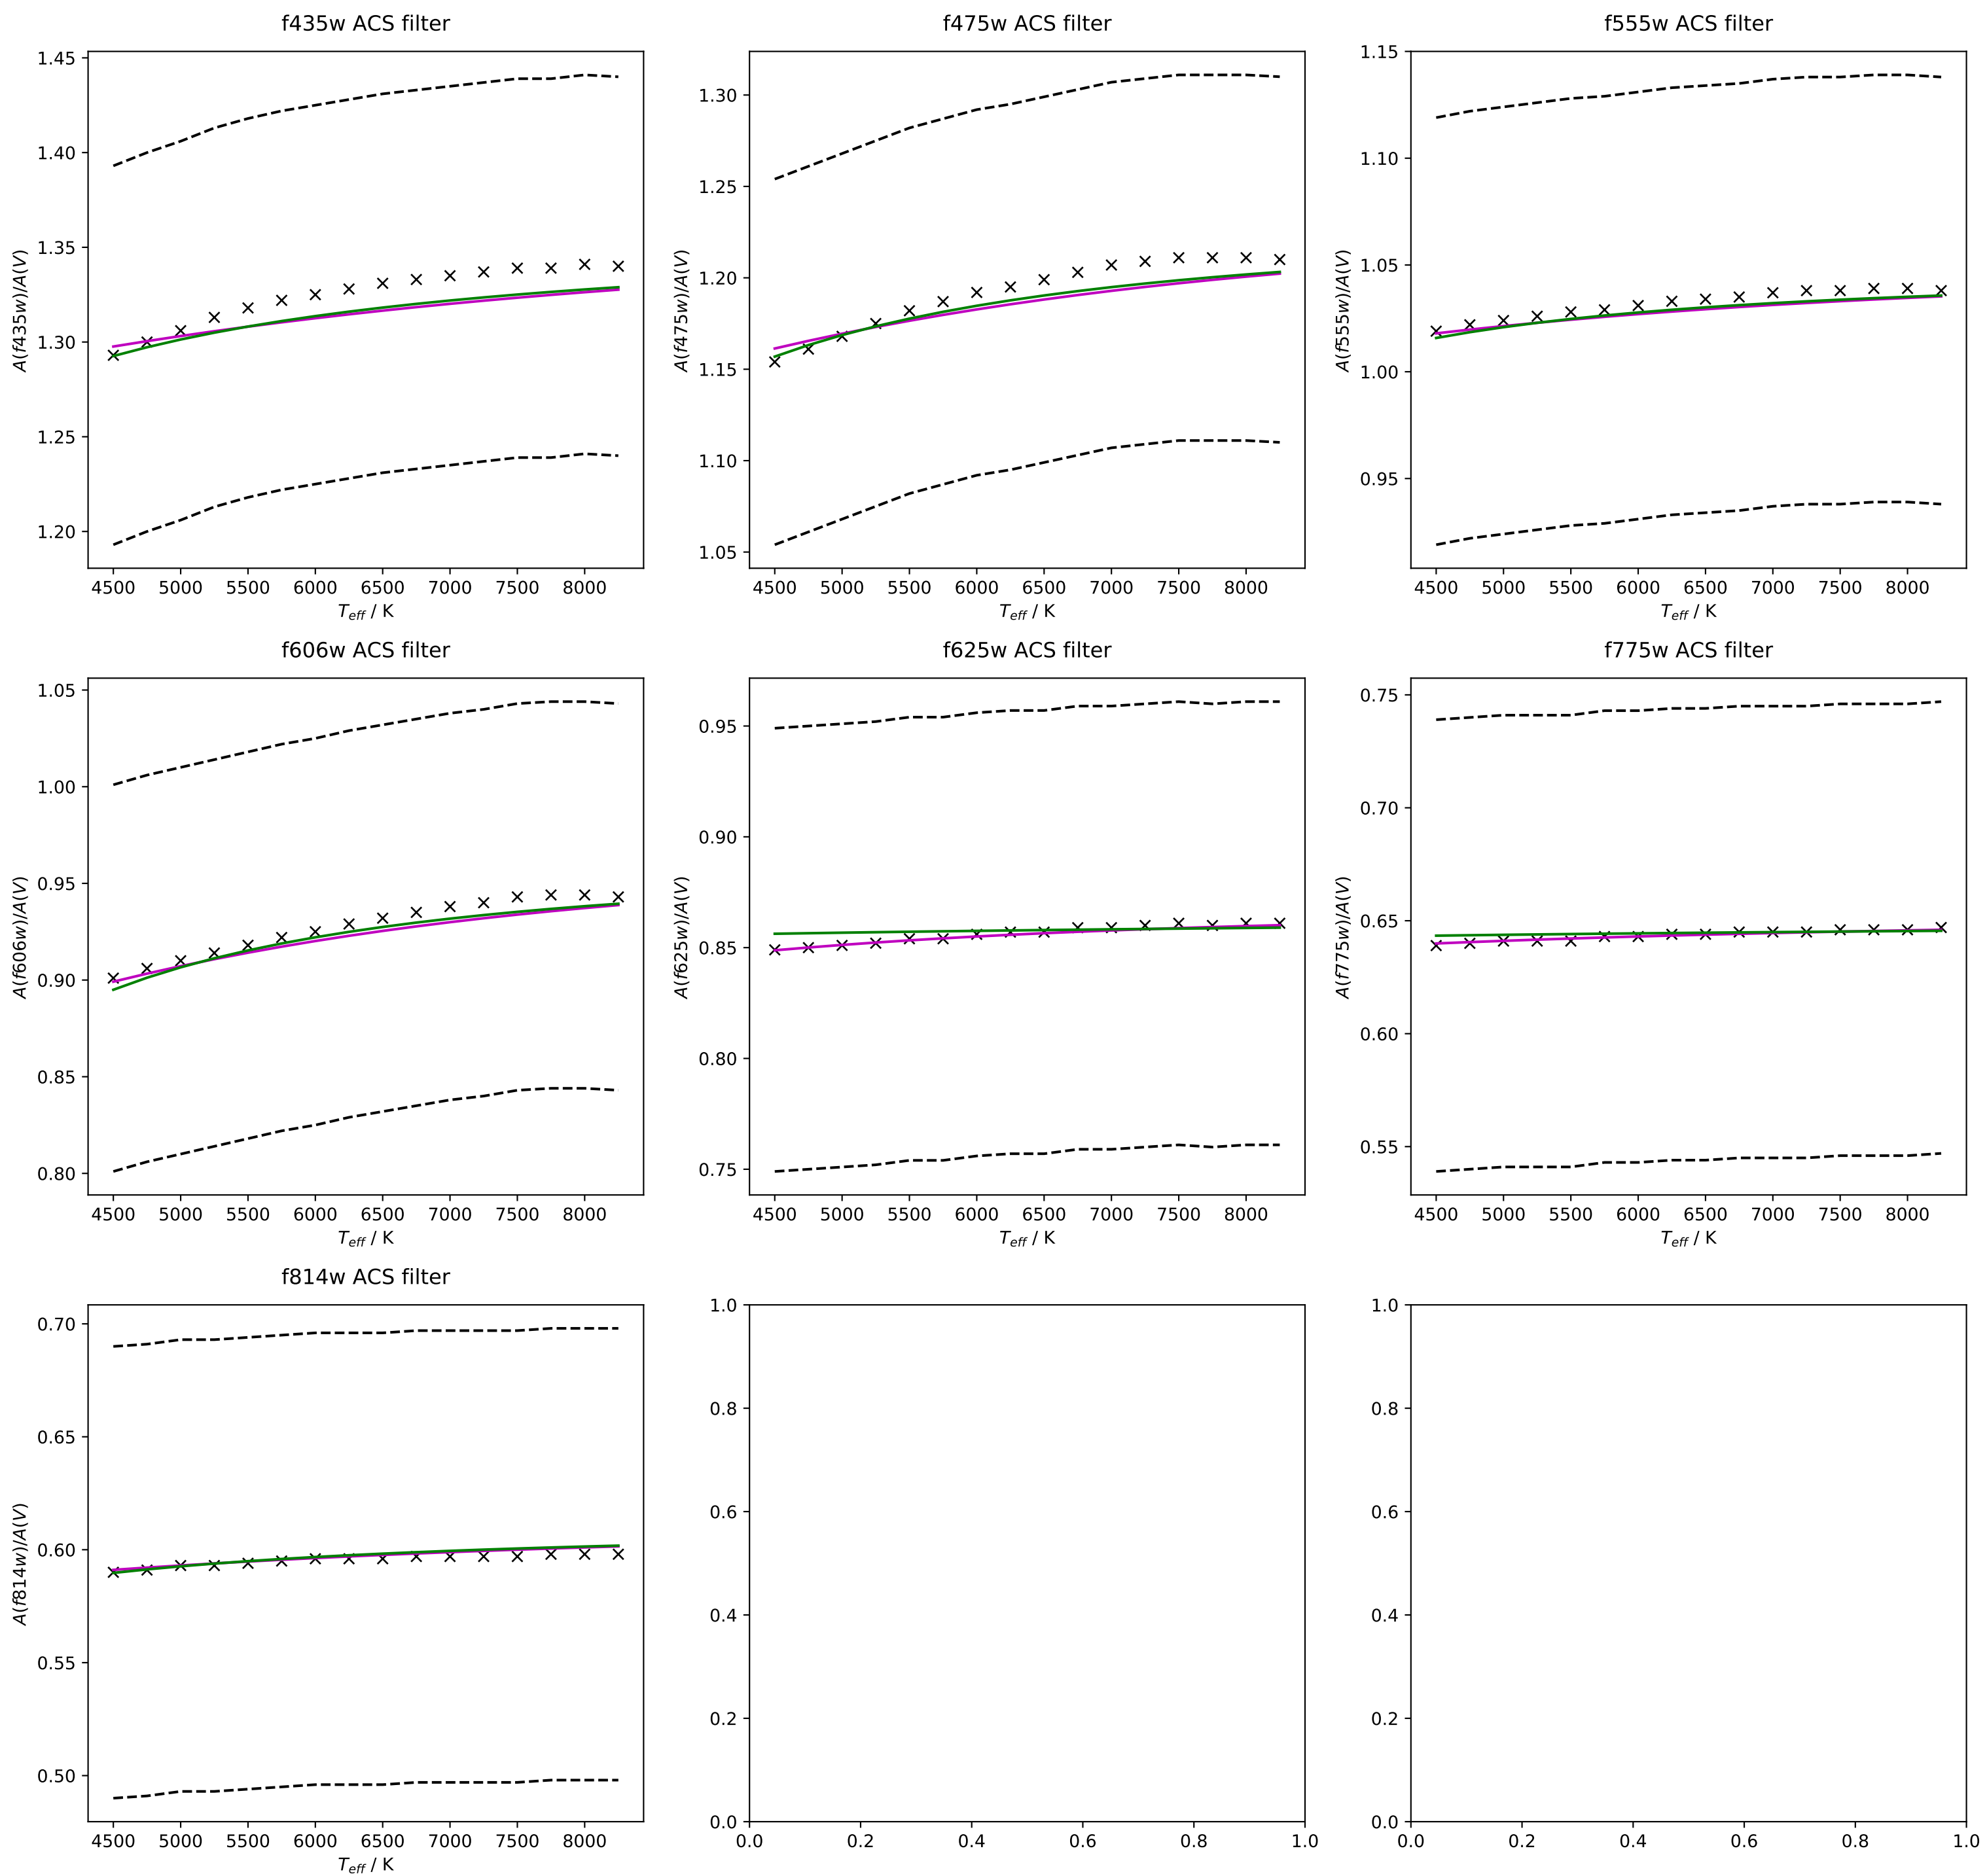 f435w ACS filter
1.45
1.40
1.35
1.30
1.25
1.20
A(f435w)/A(V)
4500 5000 5500 6000 6500 7000 7500 8000
T_eff / K
f475w ACS filter
1.30
1.25
1.20
1.15
1.10
1.05
A(f475w)/A(V)
4500 5000 5500 6000 6500 7000 7500 8000
T_eff / K
f555w ACS filter
1.15
1.10
1.05
1.00
0.95
A(f555w)/A(V)
4500 5000 5500 6000 6500 7000 7500 8000
T_eff / K
f606w ACS filter
1.05
1.00
0.95
0.90
0.85
0.80
A(f606w)/A(V)
4500 5000 5500 6000 6500 7000 7500 8000
T_eff / K
f625w ACS filter
0.95
0.90
0.85
0.80
0.75
A(f625w)/A(V)
4500 5000 5500 6000 6500 7000 7500 8000
T_eff / K
f775w ACS filter
0.75
0.70
0.65
0.60
0.55
A(f775w)/A(V)
4500 5000 5500 6000 6500 7000 7500 8000
T_eff / K
f814w ACS filter
0.70
0.65
0.60
0.55
0.50
A(f814w)/A(V)
4500 5000 5500 6000 6500 7000 7500 8000
T_eff / K
1.0
0.8
0.6
0.4
0.2
0.0
0.0 0.2 0.4 0.6 0.8 1.0
1.0
0.8
0.6
0.4
0.2
0.0
0.0 0.2 0.4 0.6 0.8 1.0